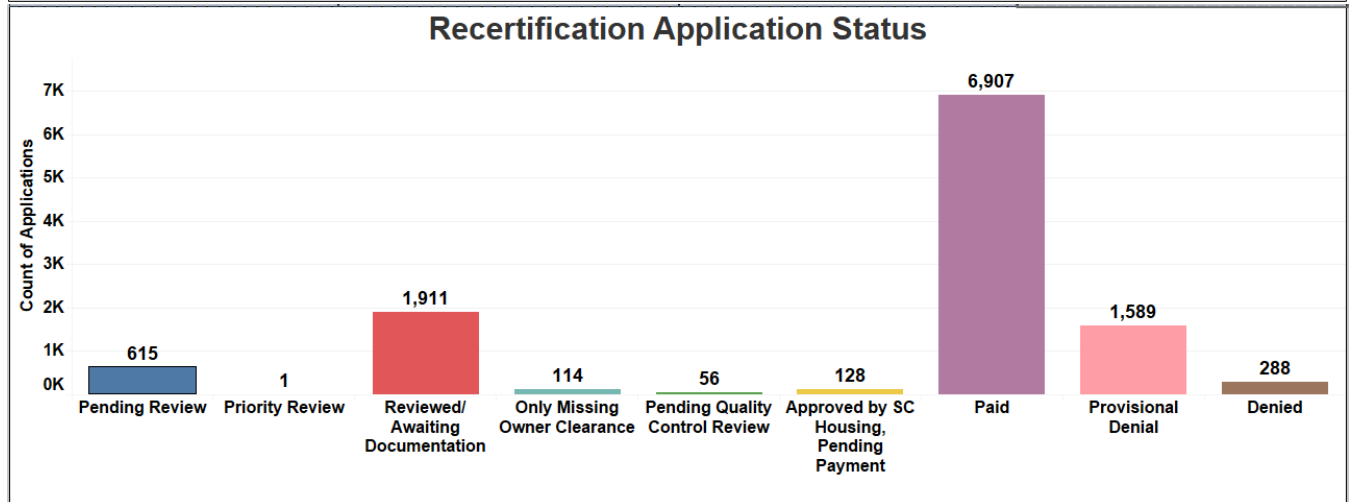 Recertification Application Status
Count of Applications
7K
6K
5K
4K
3K
2K
1K
0K
615
1
1,911
114
56
128
6,907
1,589
288
Pending Review
Priority Review
Reviewed/
Awaiting
Documentation
Only Missing
Owner Clearance
Pending Quality
Control Review
Approved by SC
Housing,
Pending
Payment
Paid
Provisional
Denial
Denied